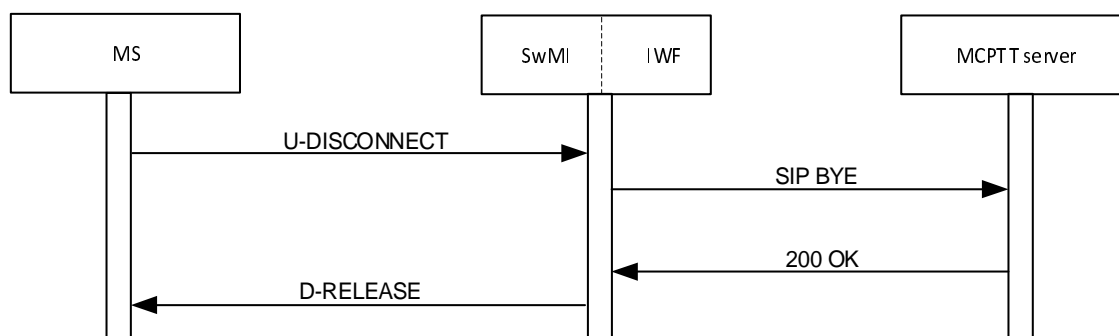 MS
SwMI
IWF
MCPTT server
U-DISCONNECT
SIP BYE
200 OK
D-RELEASE